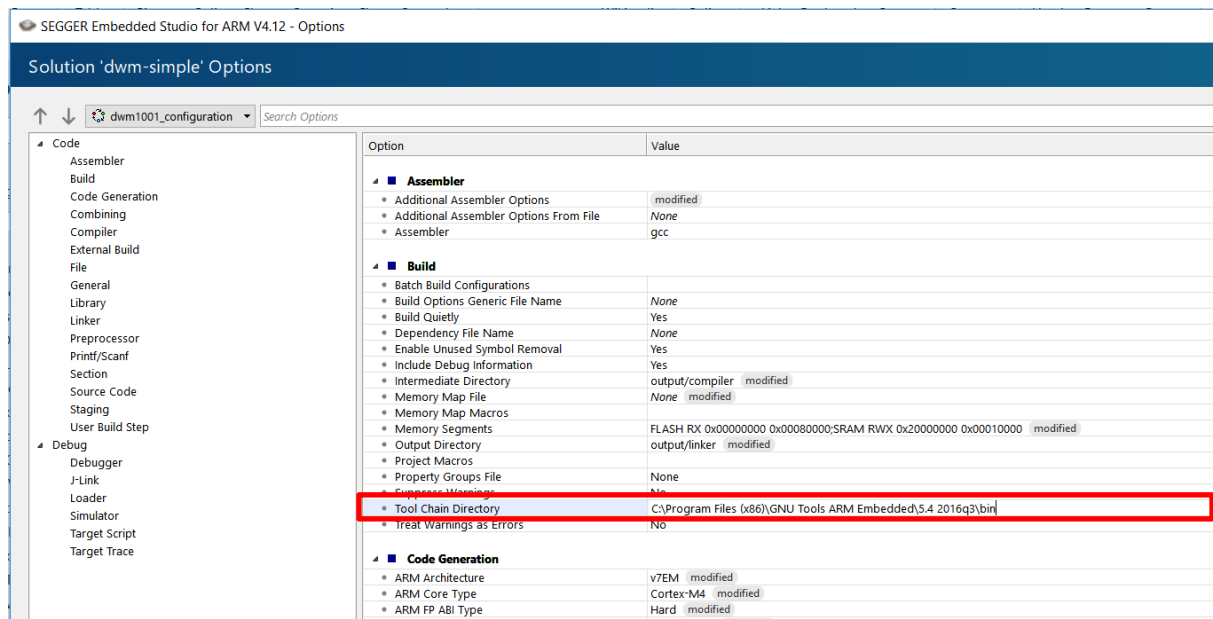 SEGGER Embedded Studio for ARM V4.12 - Options
Solution 'dwm-simple' Options
dwm1001_configuration Search Options
Code
Assembler
Build
Code Generation
Combining
Compiler
External Build
File
General
Library
Linker
Preprocessor
Printf/Scanf
Section
Source Code
Staging
User Build Step
Debug
Debugger
J-Link
Loader
Simulator
Target Script
Target Trace
Option Value
Assembler
Additional Assembler Options modified
Additional Assembler Options From File None
Assembler gcc
Build
Batch Build Configurations
Build Options Generic File Name None
Build Quietly Yes
Dependency File Name None
Enable Unused Symbol Removal Yes
Include Debug Information Yes
Intermediate Directory output/compiler modified
Memory Map File None modified
Memory Map Macros
Memory Segments FLASH RX 0x00000000 0x00080000;SRAM RWX 0x20000000 0x00010000 modified
Output Directory output/linker modified
Project Macros
Property Groups File None
Suppress Warnings No
Tool Chain Directory C:\Program Files (x86)\GNU Tools ARM Embedded\5.4 2016q3\bin
Treat Warnings as Errors No
Code Generation
ARM Architecture v7EM modified
ARM Core Type Cortex-M4 modified
ARM FP ABI Type Hard modified